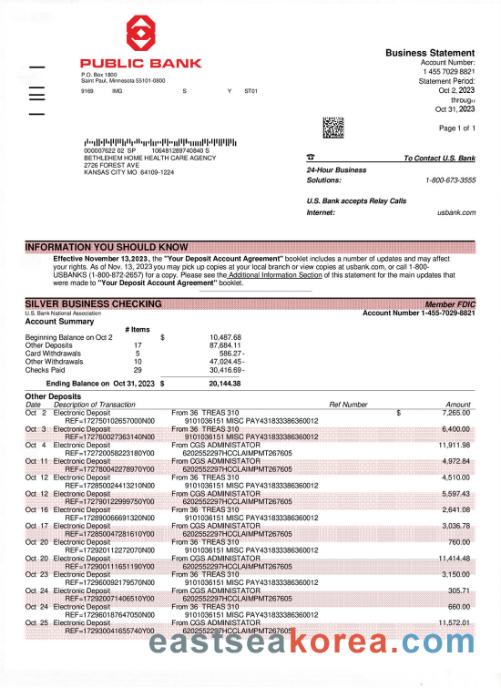 PUBLIC BANK
P.O. Box 1800
Saint Paul, Minnesota 55101-0800
9169 IMG S Y ST01
Business Statement
Account Number:
1 455 7029 8821
Statement Period:
Oct 2, 2023
through
Oct 31, 2023
Page 1 of 1
000007622 02 SP 106481289740840 S
BETHLEHEM HOME HEALTH CARE AGENCY
2726 FOREST AVE
KANSAS CITY MO 64109-1224
☎ To Contact U.S. Bank
24-Hour Business
Solutions: 1-800-673-3555
U.S. Bank accepts Relay Calls
Internet: usbank.com
INFORMATION YOU SHOULD KNOW
Effective November 13,2023, the "Your Deposit Account Agreement" booklet includes a number of updates and may affect
your rights. As of Nov. 13, 2023 you may pick up copies at your local branch or view copies at usbank.com, or call 1-800-
USBANKS (1-800-872-2657) for a copy. Please see the Additional Information Section of this statement for the main updates that
were made to "Your Deposit Account Agreement" booklet.
SILVER BUSINESS CHECKING Member FDIC
U.S. Bank National Association Account Number 1-455-7029-8821
Account Summary
# Items
Beginning Balance on Oct 2 $ 10,487.68
Other Deposits 17 87,684.11
Card Withdrawals 5 586.27-
Other Withdrawals 10 47,024.45-
Checks Paid 29 30,416.69-
Ending Balance on Oct 31, 2023 $ 20,144.38
Other Deposits
Date Description of Transaction Ref Number Amount
Oct 2 Electronic Deposit From 36 TREAS 310 $ 7,265.00
REF=172750102657000N00 9101036151 MISC PAY431833386360012
Oct 3 Electronic Deposit From 36 TREAS 310 6,400.00
REF=172760027363140N00 9101036151 MISC PAY431833386360012
Oct 4 Electronic Deposit From CGS ADMINISTRATOR 11,911.98
REF=172720058223180Y00 6202552297HCCLAIMPMT267605
Oct 11 Electronic Deposit From CGS ADMINISTRATOR 4,972.84
REF=172780042278970Y00 6202552297HCCLAIMPMT267605
Oct 12 Electronic Deposit From 36 TREAS 310 4,510.00
REF=172850024413210N00 9101036151 MISC PAY431833386360012
Oct 12 Electronic Deposit From CGS ADMINISTRATOR 5,597.43
REF=172790122999750Y00 6202552297HCCLAIMPMT267605
Oct 16 Electronic Deposit From 36 TREAS 310 2,641.08
REF=172890066691320N00 9101036151 MISC PAY431833386360012
Oct 17 Electronic Deposit From CGS ADMINISTRATOR 3,036.78
REF=172850047281610Y00 6202552297HCCLAIMPMT267605
Oct 20 Electronic Deposit From 36 TREAS 310 760.00
REF=172920112272070N00 9101036151 MISC PAY431833386360012
Oct 20 Electronic Deposit From CGS ADMINISTRATOR 11,414.48
REF=172900111651190Y00 6202552297HCCLAIMPMT267605
Oct 23 Electronic Deposit From 36 TREAS 310 3,150.00
REF=172960092179570N00 9101036151 MISC PAY431833386360012
Oct 24 Electronic Deposit From CGS ADMINISTRATOR 305.71
REF=172920071406510Y00 6202552297HCCLAIMPMT267605
Oct 24 Electronic Deposit From 36 TREAS 310 660.00
REF=172960187647050N00 9101036151 MISC PAY431833386360012
Oct 25 Electronic Deposit From CGS ADMINISTRATOR 11,572.01
REF=172930041655740Y00 6202552297HCCLAIMPMT267605
eastseakorea.com